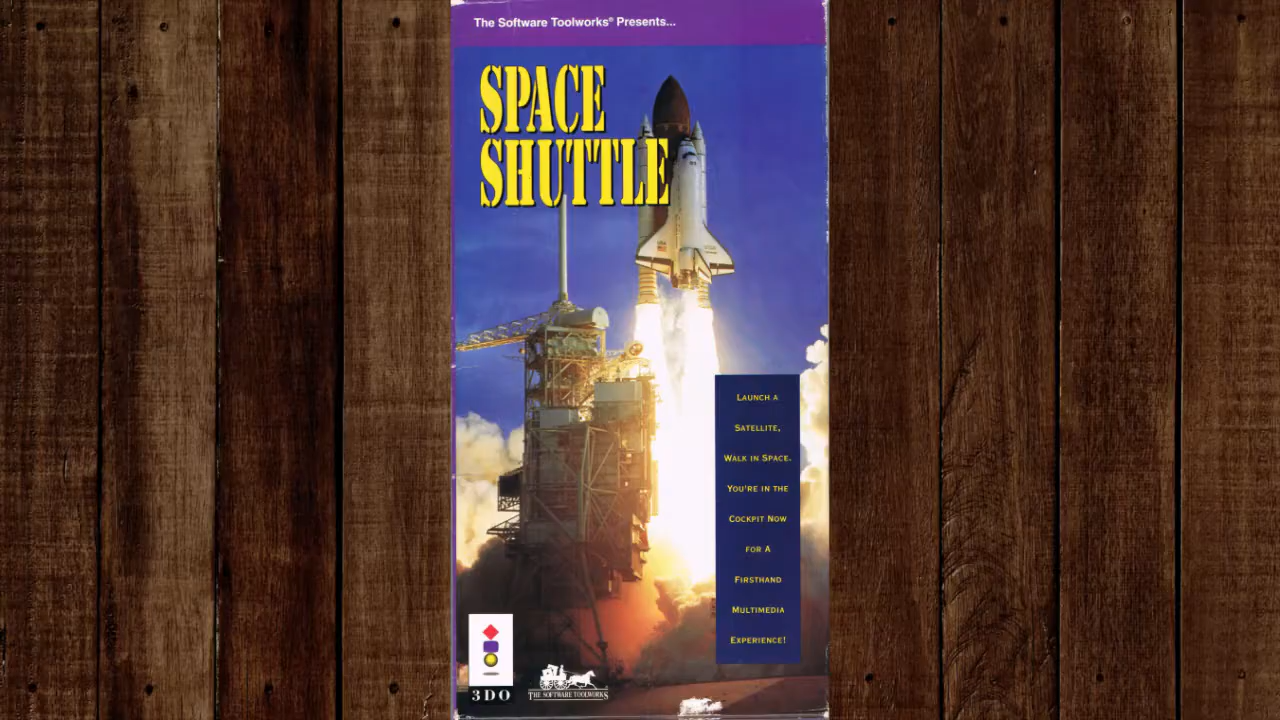 The Software Toolworks® Presents...
SPACE
SHUTTLE
LAUNCH A
SATELLITE,
WALK IN SPACE.
YOU'RE IN THE
COCKPIT NOW
FOR A
FIRSTHAND
MULTIMEDIA
EXPERIENCE!
3DO
THE SOFTWARE TOOLWORKS